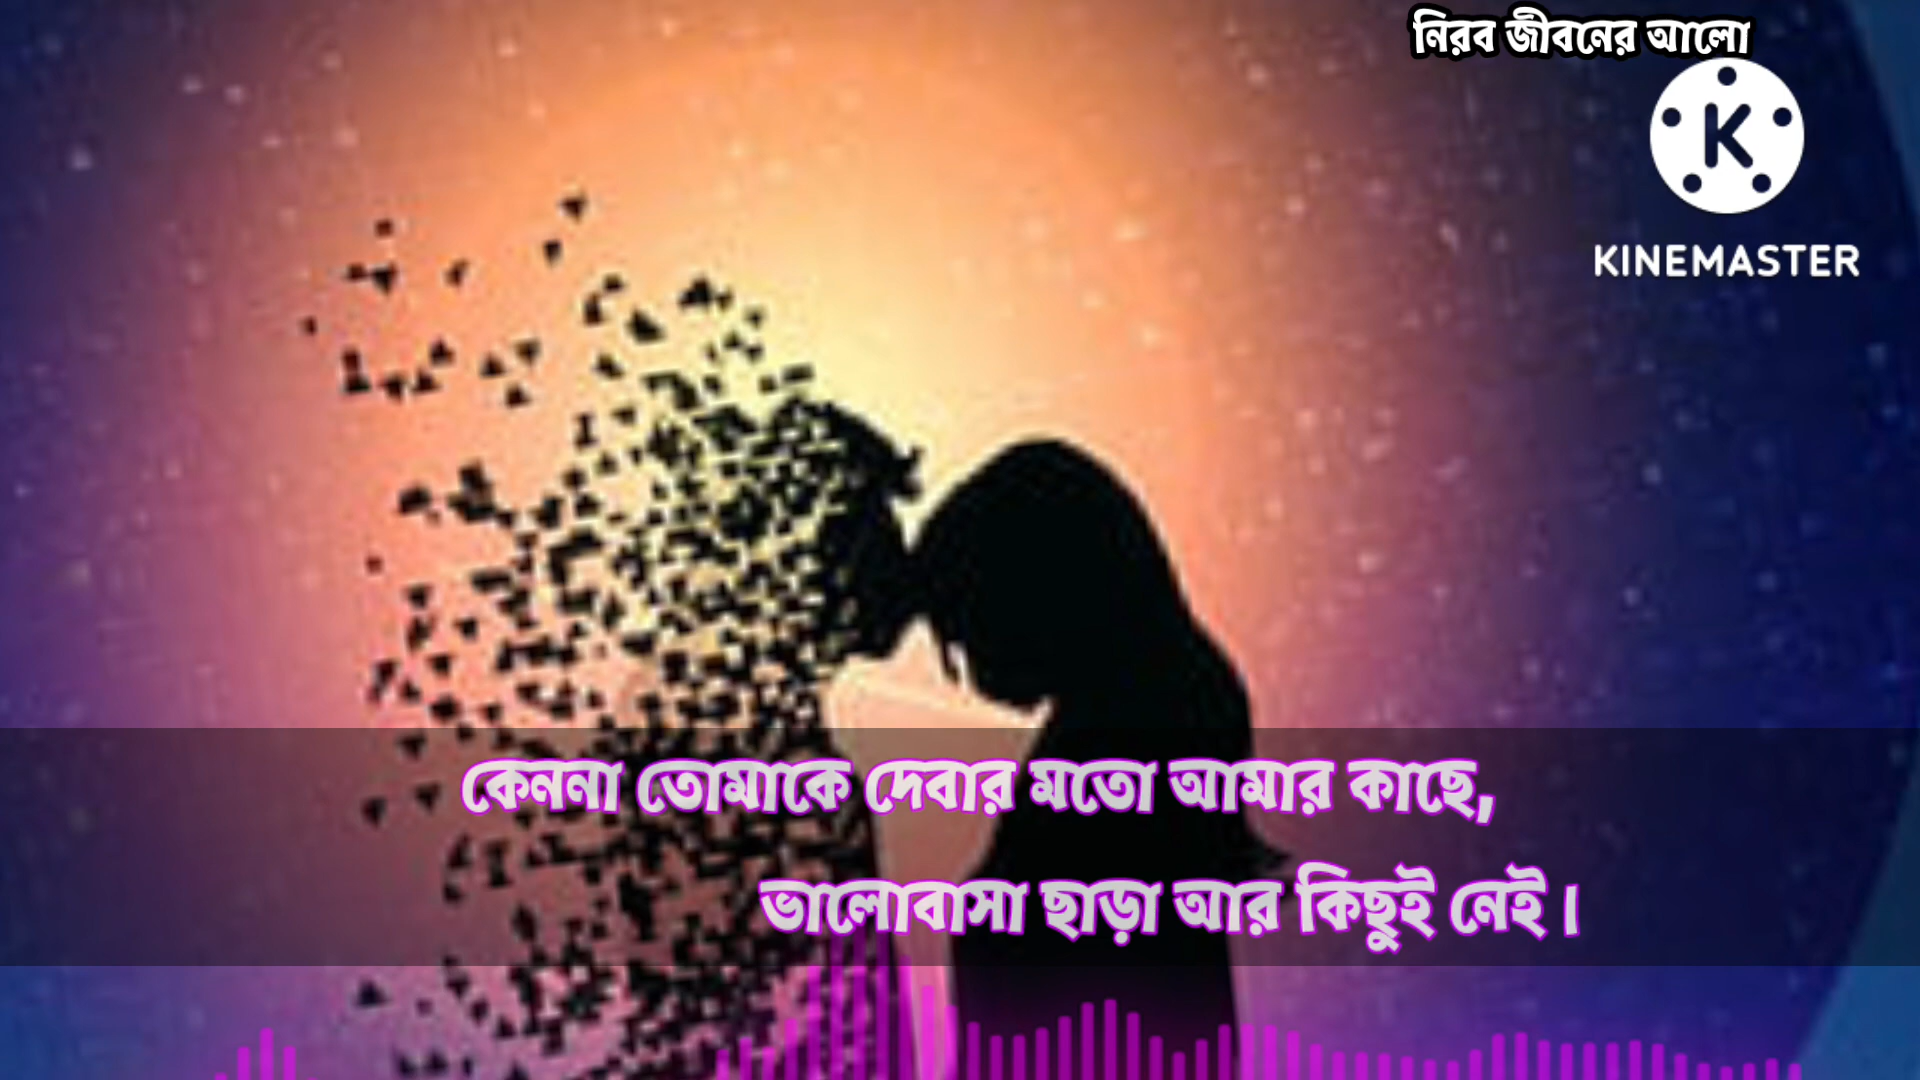 নিরব জীবনের আলো
K
KINEMASTER
কেননা তোমাকে দেবার মতো আমার কাছে,
ভালোবাসা ছাড়া আর কিছুই নেই।